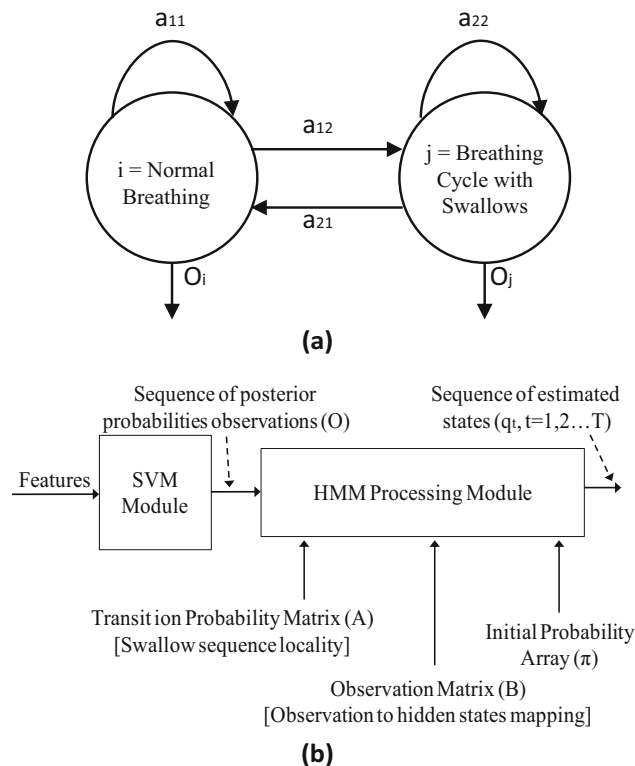 a11
a22
i = Normal
Breathing
a12
a21
j = Breathing
Cycle with
Swallows
Oi
Oj
(a)
Sequence of posterior
probabilities observations (O)
Sequence of estimated
states (qt, t=1,2…T)
Features
SVM
Module
HMM Processing Module
Transition Probability Matrix (A)
[Swallow sequence locality]
Initial Probability
Array (π)
Observation Matrix (B)
[Observation to hidden states mapping]
(b)